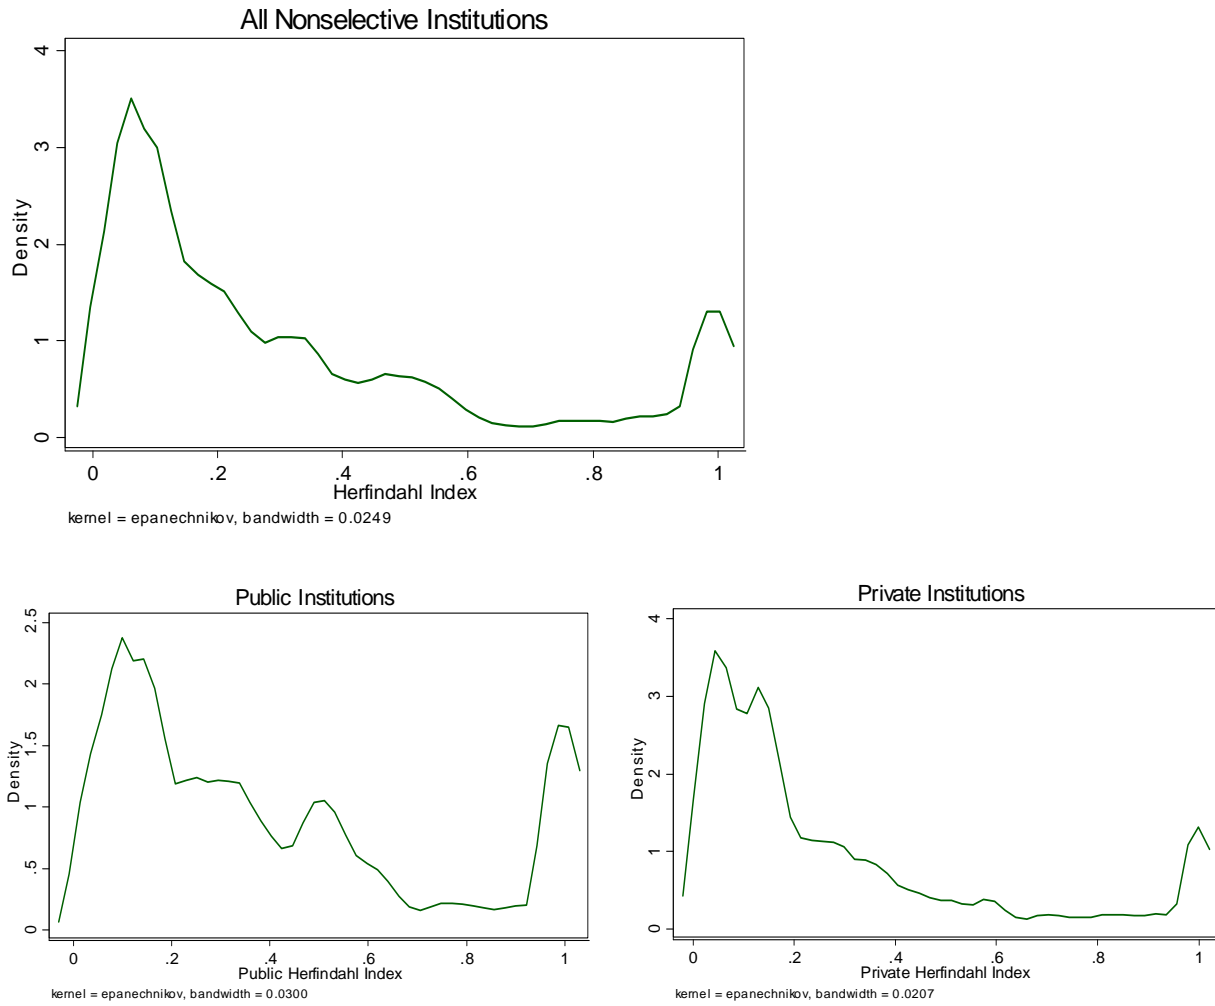 All Nonselective Institutions
4
3
2
1
0
Density
0 .2 .4 .6 .8 1
Herfindahl Index
kernel = epanechnikov, bandwidth = 0.0249
Public Institutions
2.5
2
1.5
1
.5
0
Density
0 .2 .4 .6 .8 1
Public Herfindahl Index
kernel = epanechnikov, bandwidth = 0.0300
Private Institutions
4
3
2
1
0
Density
0 .2 .4 .6 .8 1
Private Herfindahl Index
kernel = epanechnikov, bandwidth = 0.0207